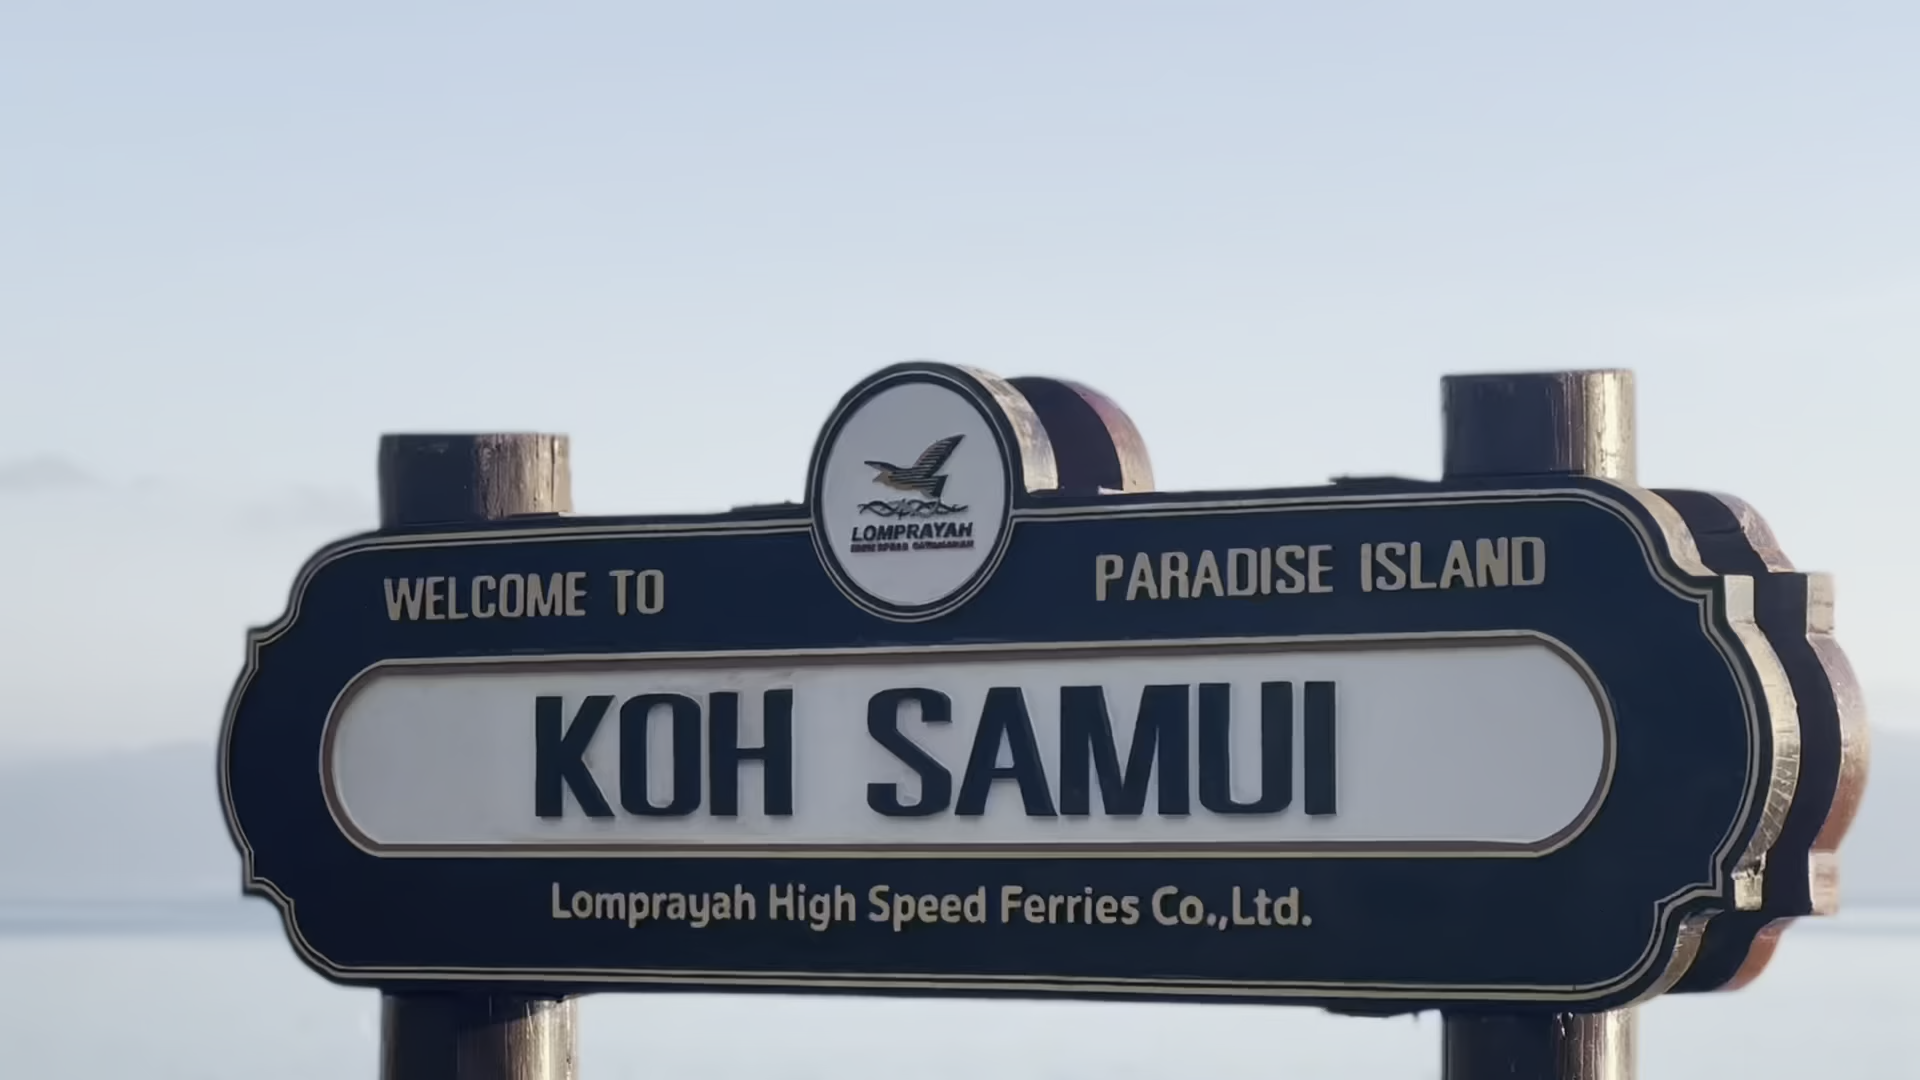 LOMPRAYAH
WELCOME TO
PARADISE ISLAND
KOH SAMUI
Lomprayah High Speed Ferries Co.,Ltd.